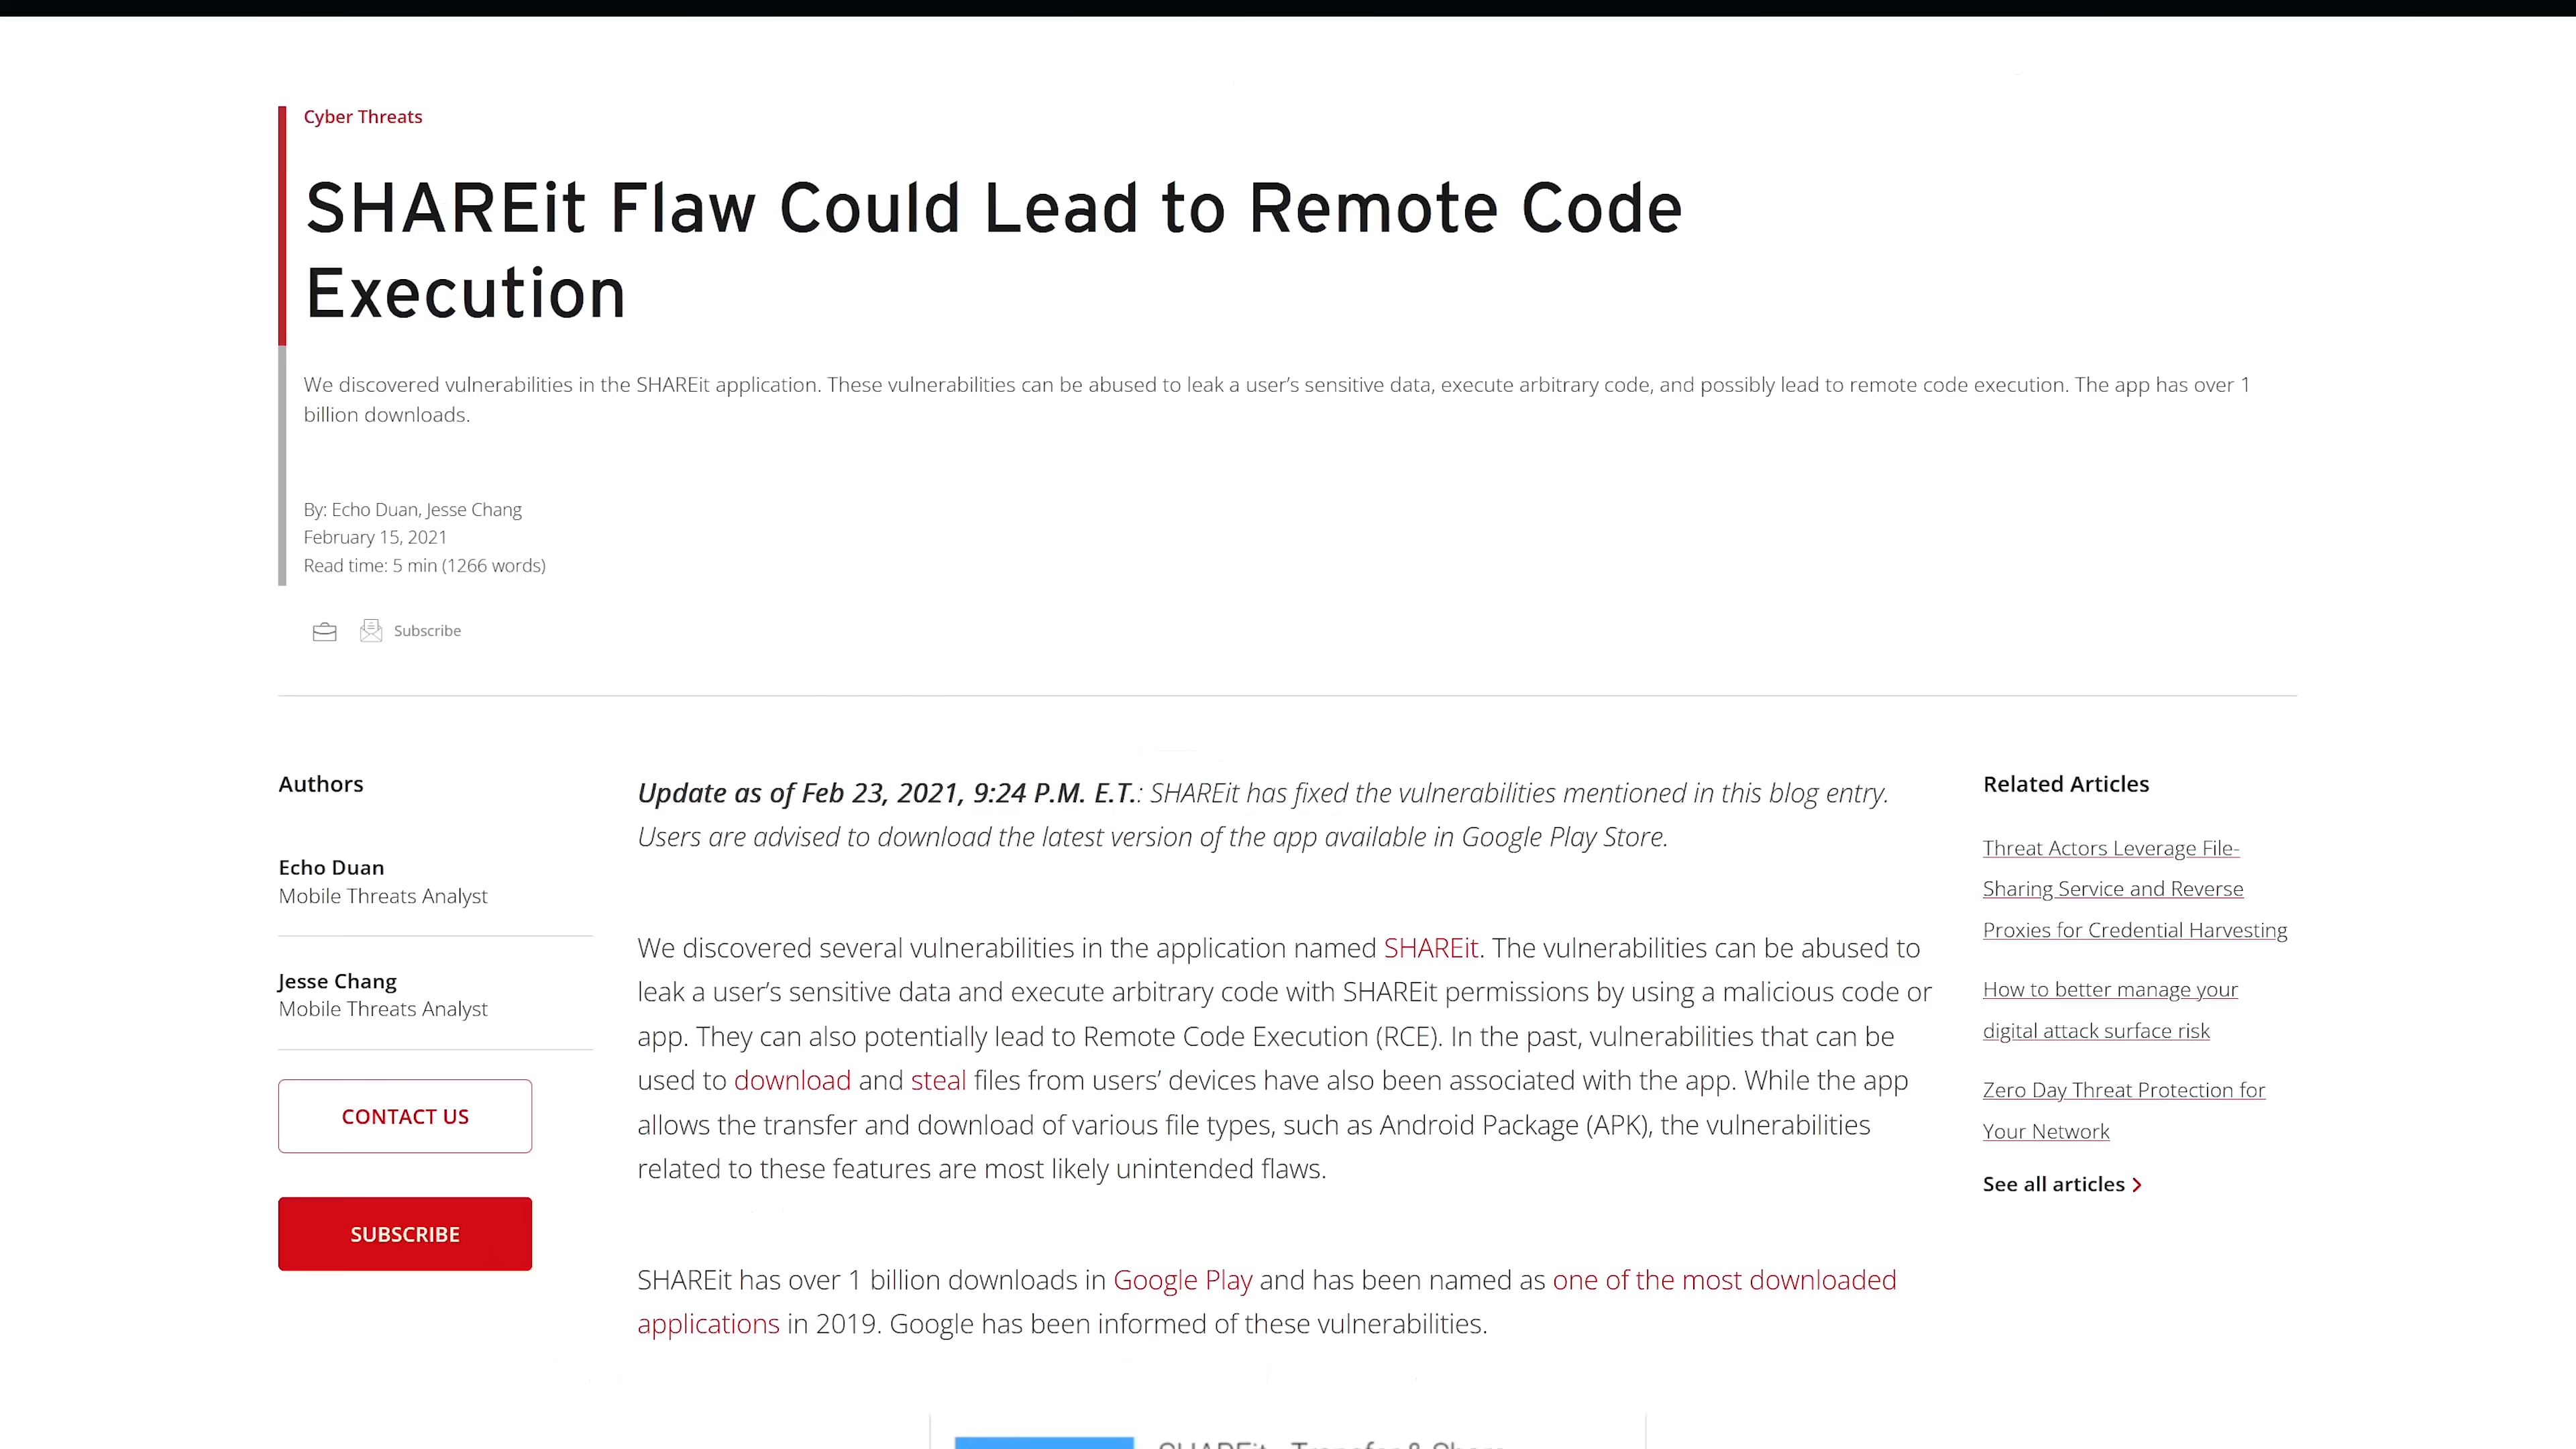 Cyber Threats
SHAREit Flaw Could Lead to Remote Code
Execution
We discovered vulnerabilities in the SHAREit application. These vulnerabilities can be abused to leak a user's sensitive data, execute arbitrary code, and possibly lead to remote code execution. The app has over 1
billion downloads.
By: Echo Duan, Jesse Chang
February 15, 2021
Read time: 5 min (1266 words)
Subscribe
Authors
Echo Duan
Mobile Threats Analyst
Jesse Chang
Mobile Threats Analyst
CONTACT US
SUBSCRIBE
Update as of Feb 23, 2021, 9:24 P.M. E.T.: SHAREit has fixed the vulnerabilities mentioned in this blog entry.
Users are advised to download the latest version of the app available in Google Play Store.
We discovered several vulnerabilities in the application named SHAREit. The vulnerabilities can be abused to
leak a user's sensitive data and execute arbitrary code with SHAREit permissions by using a malicious code or
app. They can also potentially lead to Remote Code Execution (RCE). In the past, vulnerabilities that can be
used to download and steal files from users' devices have also been associated with the app. While the app
allows the transfer and download of various file types, such as Android Package (APK), the vulnerabilities
related to these features are most likely unintended flaws.
SHAREit has over 1 billion downloads in Google Play and has been named as one of the most downloaded
applications in 2019. Google has been informed of these vulnerabilities.
Related Articles
Threat Actors Leverage File-
Sharing Service and Reverse
Proxies for Credential Harvesting
How to better manage your
digital attack surface risk
Zero Day Threat Protection for
Your Network
See all articles